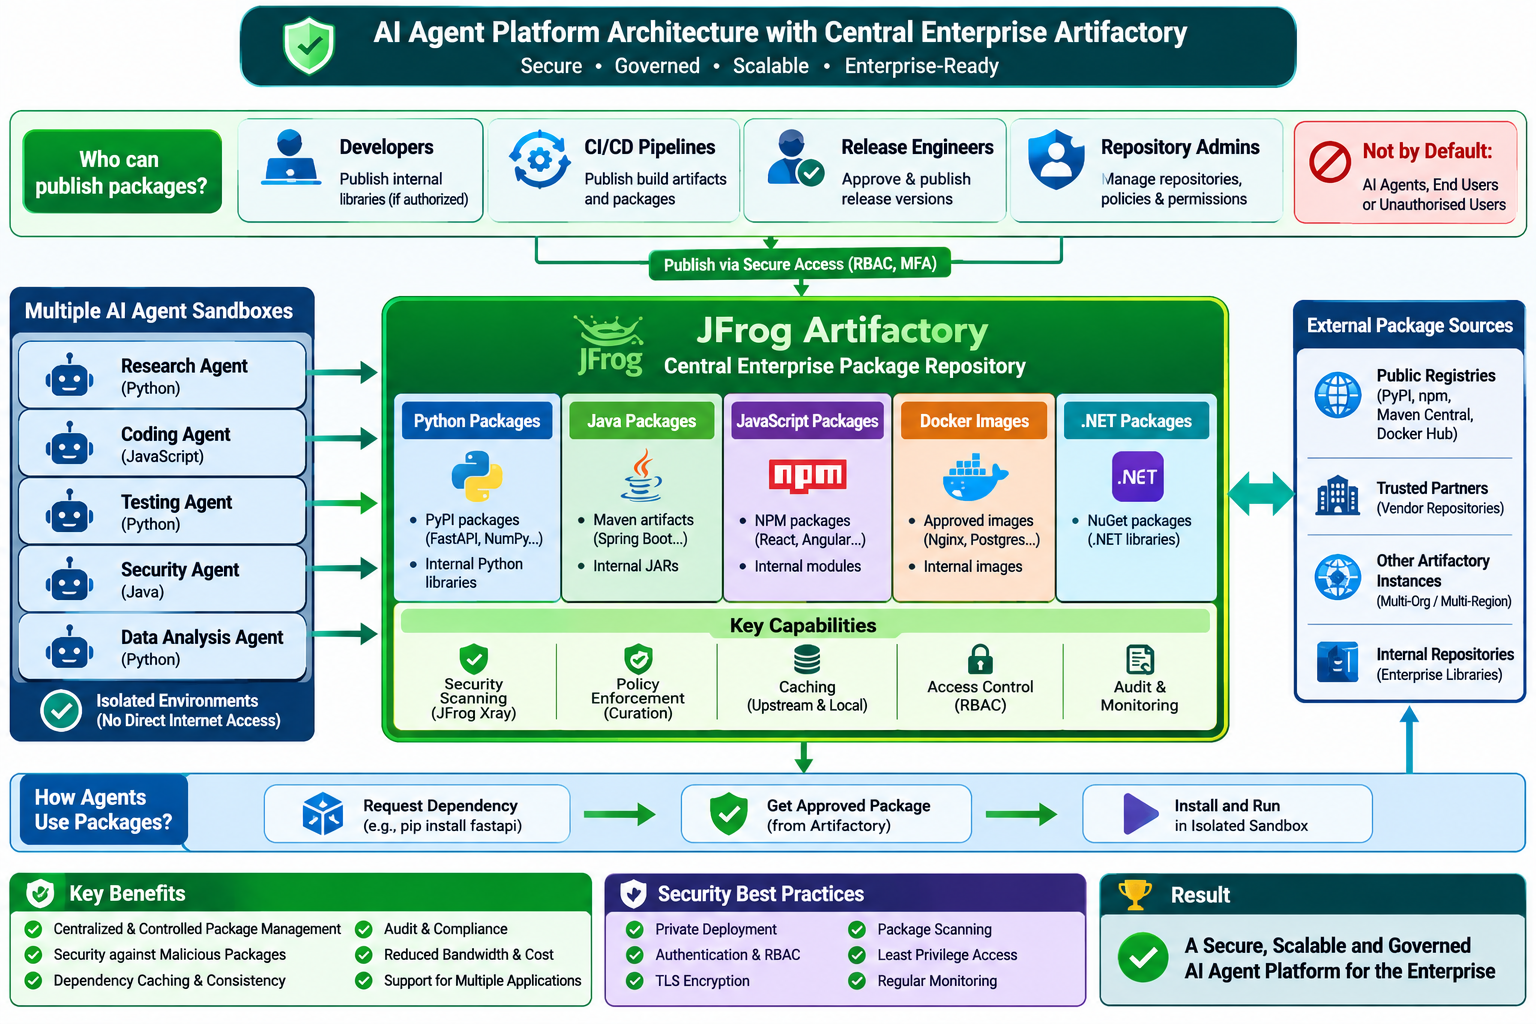 AI Agent Platform Architecture with Central Enterprise Artifactory
Secure • Governed • Scalable • Enterprise-Ready
Who can
publish packages?
Developers
Publish internal
libraries (if authorized)
CI/CD Pipelines
Publish build artifacts
and packages
Release Engineers
Approve & publish
release versions
Repository Admins
Manage repositories,
policies & permissions
Not by Default:
AI Agents, End Users
or Unauthorised Users
Publish via Secure Access (RBAC, MFA)
Multiple AI Agent Sandboxes
Research Agent
(Python)
Coding Agent
(JavaScript)
Testing Agent
(Python)
Security Agent
(Java)
Data Analysis Agent
(Python)
Isolated Environments
(No Direct Internet Access)
JFrog
JFrog Artifactory
Central Enterprise Package Repository
Python Packages
• PyPI packages
(FastAPI, NumPy...)
• Internal Python
libraries
Java Packages
• Maven artifacts
(Spring Boot...)
• Internal JARs
JavaScript Packages
npm
• NPM packages
(React, Angular...)
• Internal modules
Docker Images
• Approved images
(Nginx, Postgres...)
• Internal images
.NET Packages
.NET
• NuGet packages
(.NET libraries)
Key Capabilities
Security
Scanning
(JFrog Xray)
Policy
Enforcement
(Curation)
Caching
(Upstream & Local)
Access Control
(RBAC)
Audit &
Monitoring
External Package Sources
Public Registries
(PyPI, npm,
Maven Central,
Docker Hub)
Trusted Partners
(Vendor Repositories)
Other Artifactory
Instances
(Multi-Org / Multi-Region)
Internal Repositories
(Enterprise Libraries)
How Agents
Use Packages?
Request Dependency
(e.g., pip install fastapi)
Get Approved Package
(from Artifactory)
Install and Run
in Isolated Sandbox
Key Benefits
Centralized & Controlled Package Management
Security against Malicious Packages
Dependency Caching & Consistency
Audit & Compliance
Reduced Bandwidth & Cost
Support for Multiple Applications
Security Best Practices
Private Deployment
Authentication & RBAC
TLS Encryption
Package Scanning
Least Privilege Access
Regular Monitoring
Result
A Secure, Scalable and Governed
AI Agent Platform for the Enterprise